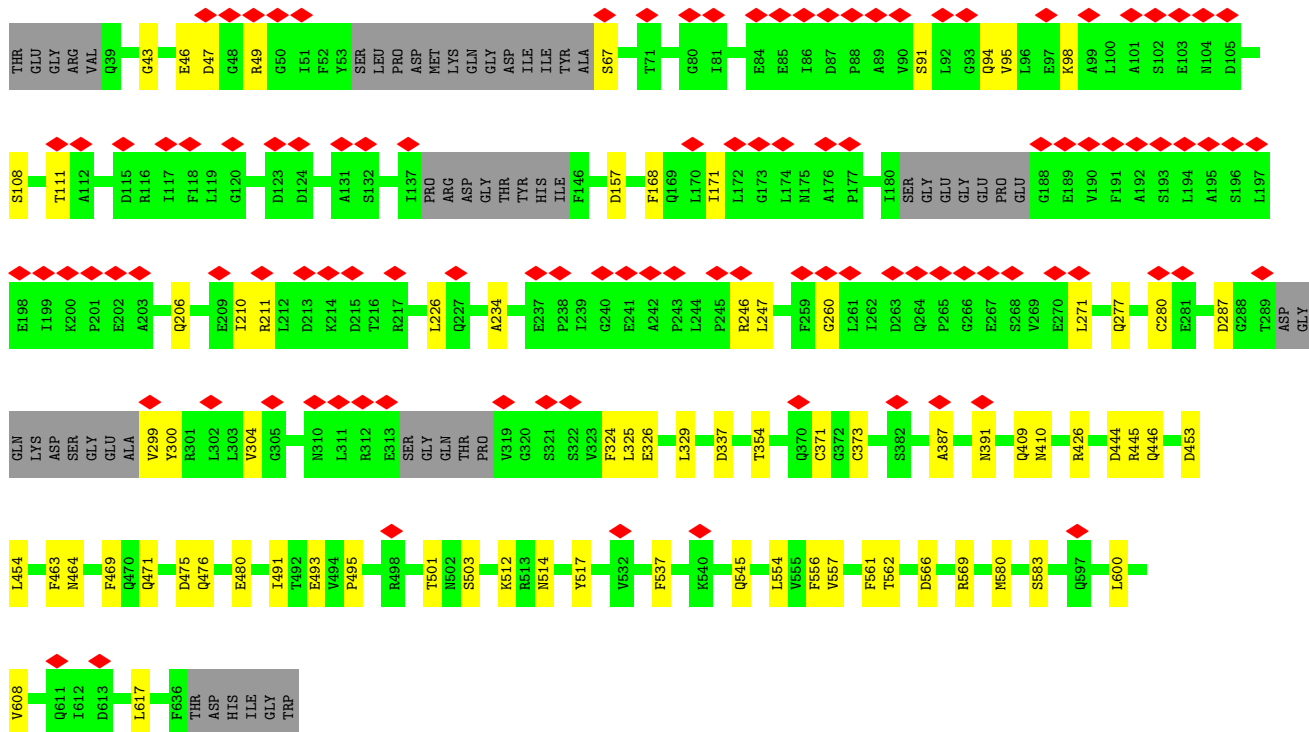 THR GLU GLY ARG VAL Q39 G43 E46 D47 G48 R49 G50 I51 F52 Y53 SER LEU PRO ASP MET LYS GLN GLY ASP ILE ILE TYR ALA S67 T71 G80 I81 E84 E85 I86 D87 P88 A89 V90 S91 L92 G93 Q94 V95 L96 E97 K98 A99 L100 A101 S102 E103 N104 D105
S108 T111 A112 D115 R116 I117 F118 L119 G120 D123 D124 A131 S132 I137 PRO ARG ASP GLY THR TYR HIS ILE F146 D157 F168 Q169 L170 I171 L172 G173 L174 N175 A176 P177 I180 SER GLY GLU GLY GLU PRO GLU G188 E189 V190 F191 A192 S193 L194 A195 S196 L197
E198 I199 K200 P201 E202 A203 Q206 E209 I210 R211 L212 D213 K214 D215 T216 R217 L226 Q227 A234 E237 P238 I239 G240 E241 A242 P243 L244 P245 R246 L247 F259 G260 L261 I262 D263 Q264 P265 G266 E267 S268 V269 E270 L271 Q277 C280 E281 D287 G288 T289 ASP GLY
GLN LYS ASP SER GLY GLU ALA V299 Y300 R301 L302 L303 V304 G305 N310 L311 R312 E313 SER GLY GLN THR PRO V319 G320 S321 S322 V323 F324 L325 E326 L329 D337 T354 Q370 C371 G372 C373 S382 A387 N391 Q409 N410 R426 D444 R445 Q446 D453
L454 F463 N464 F469 Q470 Q471 D475 Q476 E480 I491 T492 E493 V494 P495 R498 T501 N502 S503 K512 R513 N514 Y517 V532 F537 K540 Q545 L554 V555 F556 V557 F561 T562 D566 R569 M580 S583 Q597 L600
V608 Q611 I612 D613 L617 F636 THR ASP HIS ILE GLY TRP